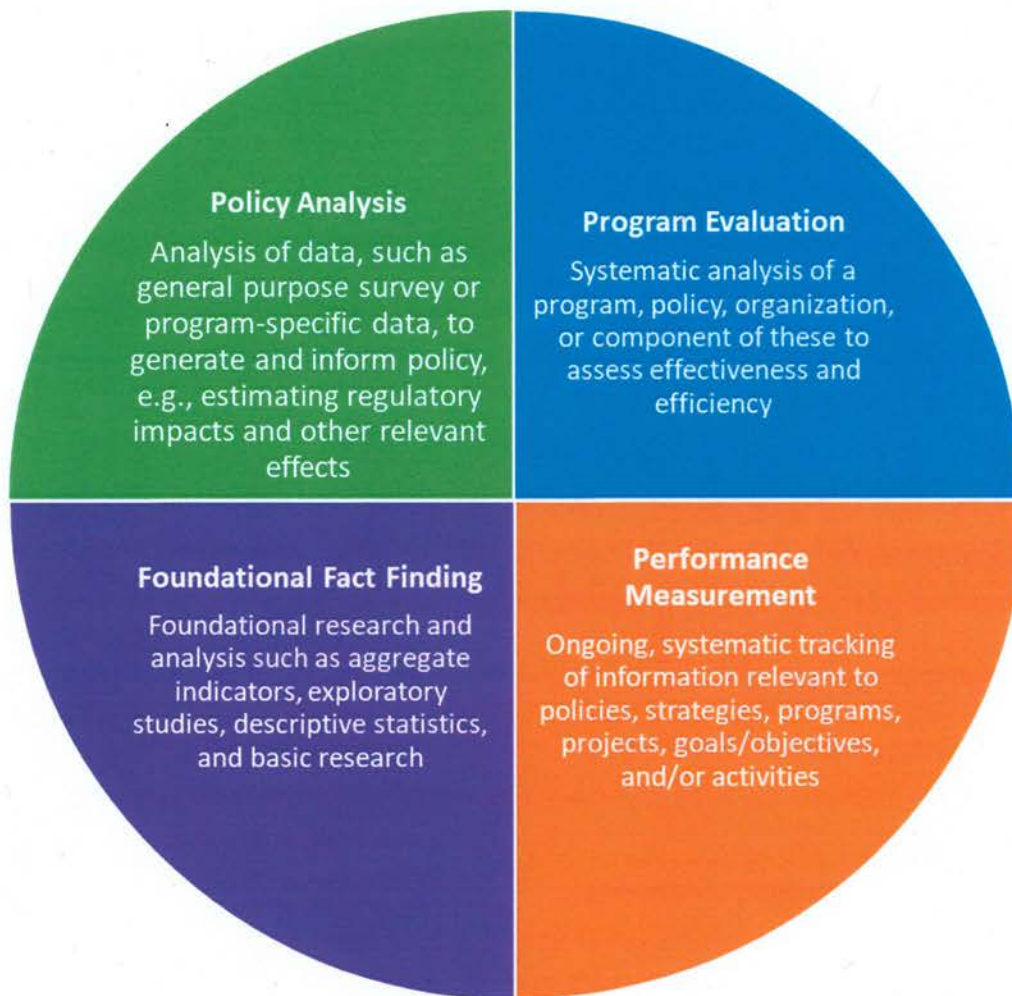 Policy Analysis
Analysis of data, such as
general purpose survey or
program-specific data, to
generate and inform policy,
e.g., estimating regulatory
impacts and other relevant
effects
Program Evaluation
Systematic analysis of a
program, policy, organization,
or component of these to
assess effectiveness and
efficiency
Foundational Fact Finding
Foundational research and
analysis such as aggregate
indicators, exploratory
studies, descriptive statistics,
and basic research
Performance
Measurement
Ongoing, systematic tracking
of information relevant to
policies, strategies, programs,
projects, goals/objectives,
and/or activities